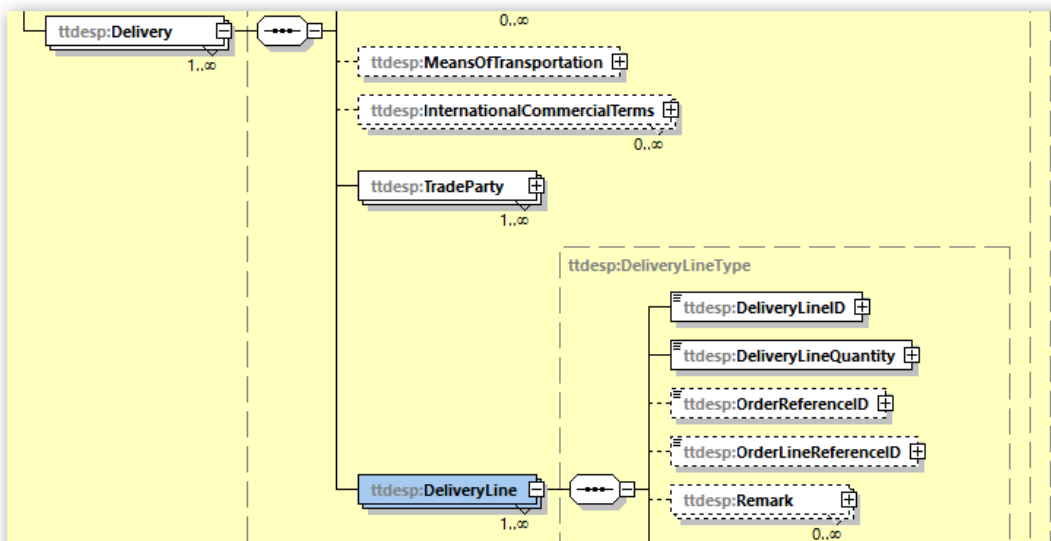 0..∞
ttdesp:Delivery
1..∞
ttdesp:MeansOfTransportation
ttdesp:InternationalCommercialTerms
0..∞
ttdesp:TradeParty
1..∞
ttdesp:DeliveryLineType
ttdesp:DeliveryLineID
ttdesp:DeliveryLineQuantity
ttdesp:OrderReferenceID
ttdesp:OrderLineReferenceID
ttdesp:DeliveryLine
1..∞
ttdesp:Remark
0..∞